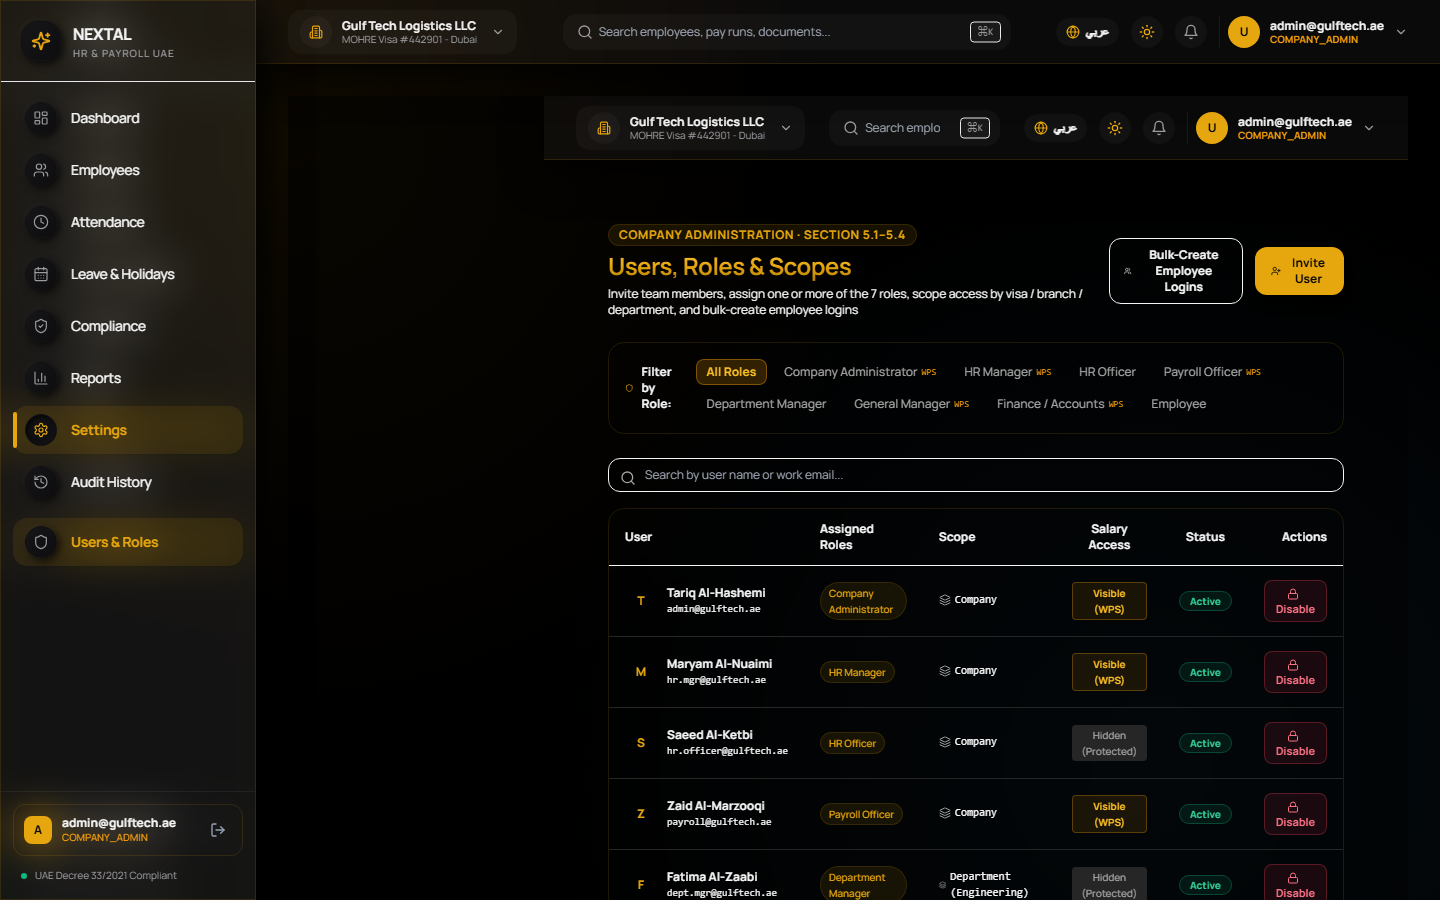 NEXTAL
HR & PAYROLL UAE
Dashboard
Employees
Attendance
Leave & Holidays
Compliance
Reports
Settings
Audit History
Users & Roles
A
admin@gulftech.ae
COMPANY_ADMIN
UAE Decree 33/2021 Compliant
Gulf Tech Logistics LLC
MOHRE Visa #442901 - Dubai
Search employees, pay runs, documents...
⌘K
عربي
U
admin@gulftech.ae
COMPANY_ADMIN
Gulf Tech Logistics LLC
MOHRE Visa #442901 - Dubai
Search emplo
⌘K
عربي
U
admin@gulftech.ae
COMPANY_ADMIN
COMPANY ADMINISTRATION · SECTION 5.1–5.4
Users, Roles & Scopes
Invite team members, assign one or more of the 7 roles, scope access by visa / branch /
department, and bulk-create employee logins
Bulk-Create
Employee
Logins
Invite
User
Filter
by
Role:
All Roles
Company Administrator WPS
HR Manager WPS
HR Officer
Payroll Officer WPS
Department Manager
General Manager WPS
Finance / Accounts WPS
Employee
Search by user name or work email...
User
Assigned
Roles
Scope
Salary
Access
Status
Actions
T
Tariq Al-Hashemi
admin@gulftech.ae
Company
Administrator
Company
Visible
(WPS)
Active
Disable
M
Maryam Al-Nuaimi
hr.mgr@gulftech.ae
HR Manager
Company
Visible
(WPS)
Active
Disable
S
Saeed Al-Ketbi
hr.officer@gulftech.ae
HR Officer
Company
Hidden
(Protected)
Active
Disable
Z
Zaid Al-Marzooqi
payroll@gulftech.ae
Payroll Officer
Company
Visible
(WPS)
Active
Disable
F
Fatima Al-Zaabi
dept.mgr@gulftech.ae
Department
Manager
Department
(Engineering)
Hidden
(Protected)
Active
Disable